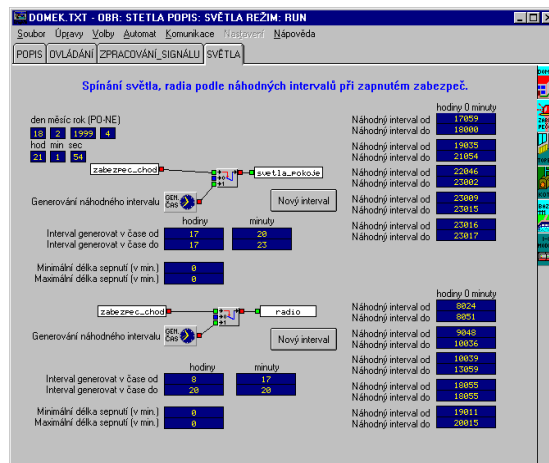 DOMEK.TXT - OBR: STETLA POPIS: SVĚTLA REŽIM: RUN
Soubor Úpravy Volby Automat Komunikace Nastavení Nápověda
POPIS OVLÁDÁNÍ ZPRACOVÁNÍ_SIGNÁLU SVĚTLA
Spínání světla, radia podle náhodných intervalů při zapnutém zabezpeč.
hodiny 0 minuty
Náhodný interval od 17059
Náhodný interval do 18000
Náhodný interval od 19035
Náhodný interval do 21054
Náhodný interval od 22046
Náhodný interval do 23002
Náhodný interval od 23009
Náhodný interval do 23015
Náhodný interval od 23016
Náhodný interval do 23017
den měsíc rok (PO-NE)
18 2 1999 4
hod min sec
21 1 54
zabezpec_chod svetla_pokoje
Generování náhodného intervalu GEN. ČAS Nový interval
hodiny minuty
Interval generovat v čase od 17 20
Interval generovat v čase do 17 23
Minimální délka sepnutí (v min.) 0
Maximální délka sepnutí (v min.) 0
hodiny 0 minuty
Náhodný interval od 8024
Náhodný interval do 8051
Náhodný interval od 9048
Náhodný interval do 10036
Náhodný interval od 10039
Náhodný interval do 13059
Náhodný interval od 18055
Náhodný interval do 18055
Náhodný interval od 19011
Náhodný interval do 20015
zabezpec_chod radio
Generování náhodného intervalu GEN. ČAS Nový interval
hodiny minuty
Interval generovat v čase od 8 17
Interval generovat v čase do 20 20
Minimální délka sepnutí (v min.) 0
Maximální délka sepnutí (v min.) 0